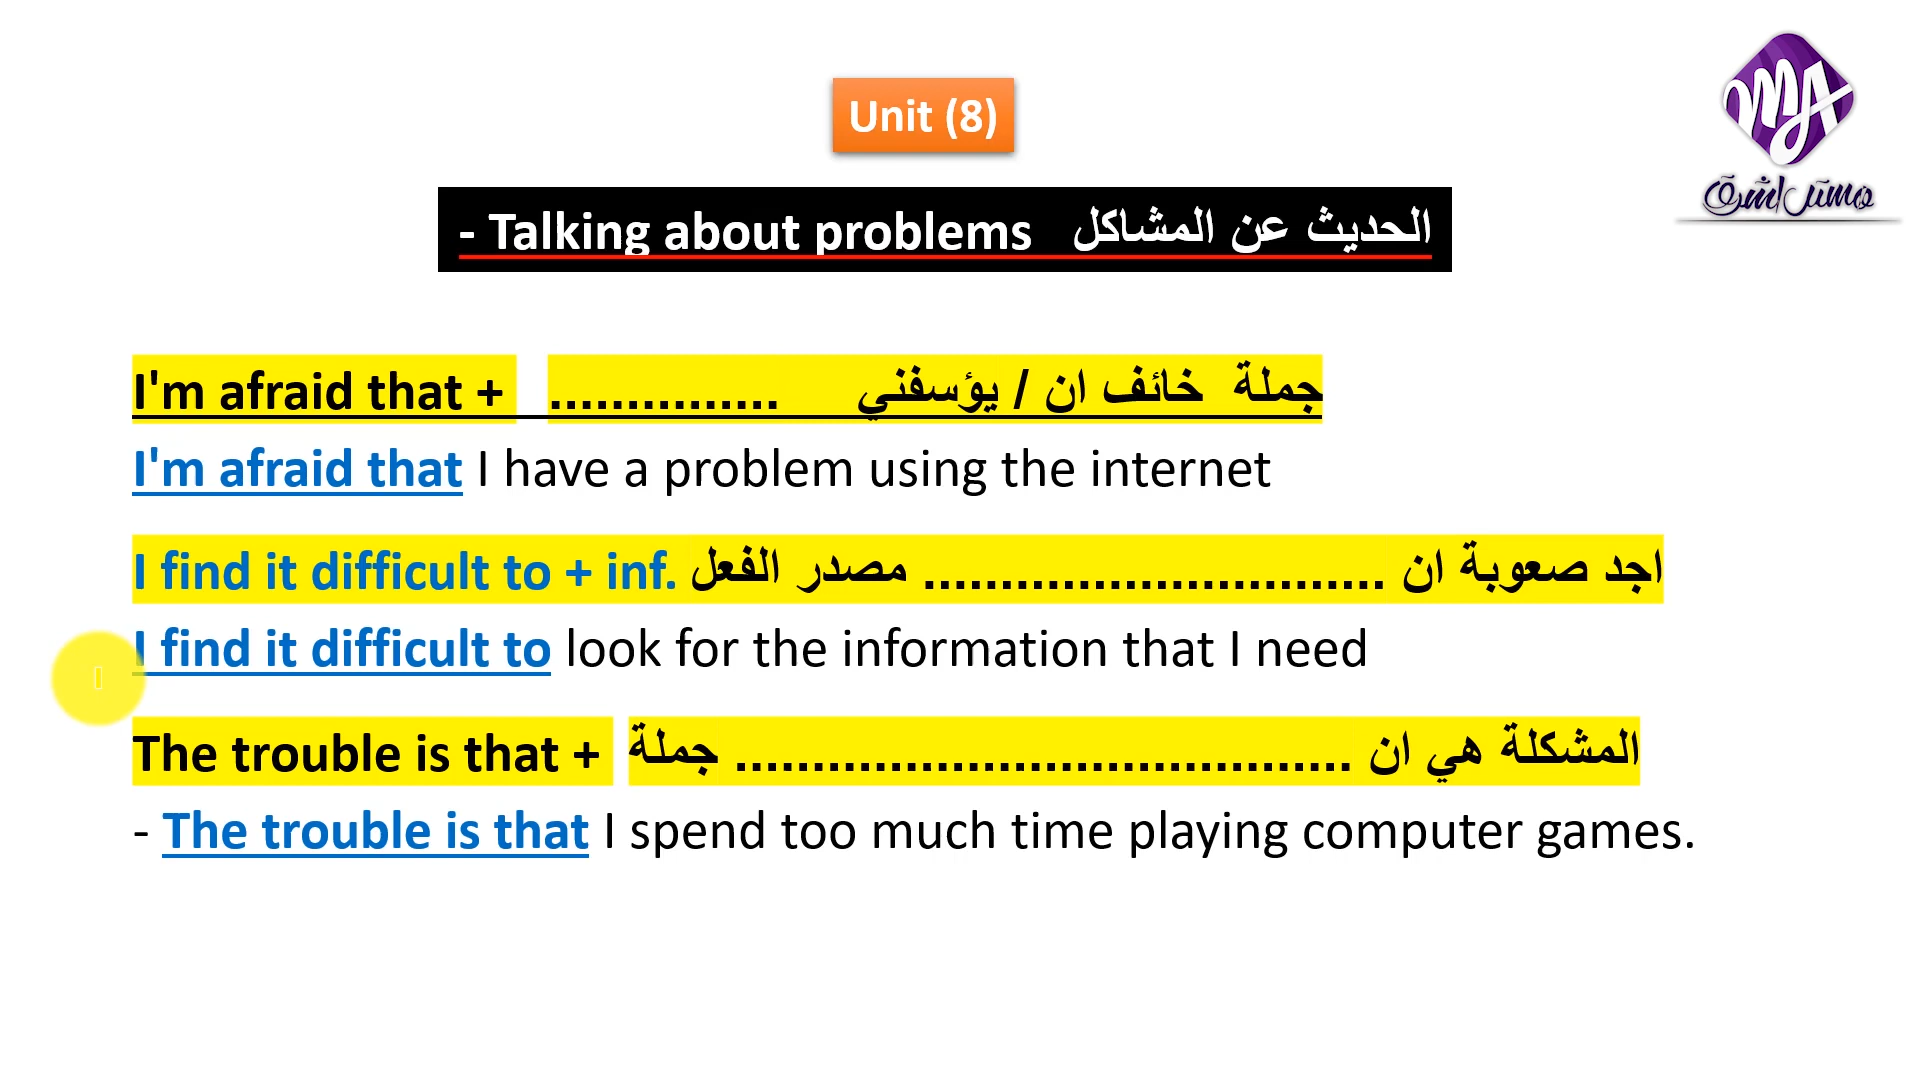 Unit (8)
مستر اشرف
- Talking about problems الحديث عن المشاكل
I'm afraid that + ............... جملة خائف ان / يؤسفني
I'm afraid that I have a problem using the internet
I find it difficult to + inf. اجد صعوبة ان .............................. مصدر الفعل
I find it difficult to look for the information that I need
The trouble is that + المشكلة هي ان ........................................ جملة
- The trouble is that I spend too much time playing computer games.